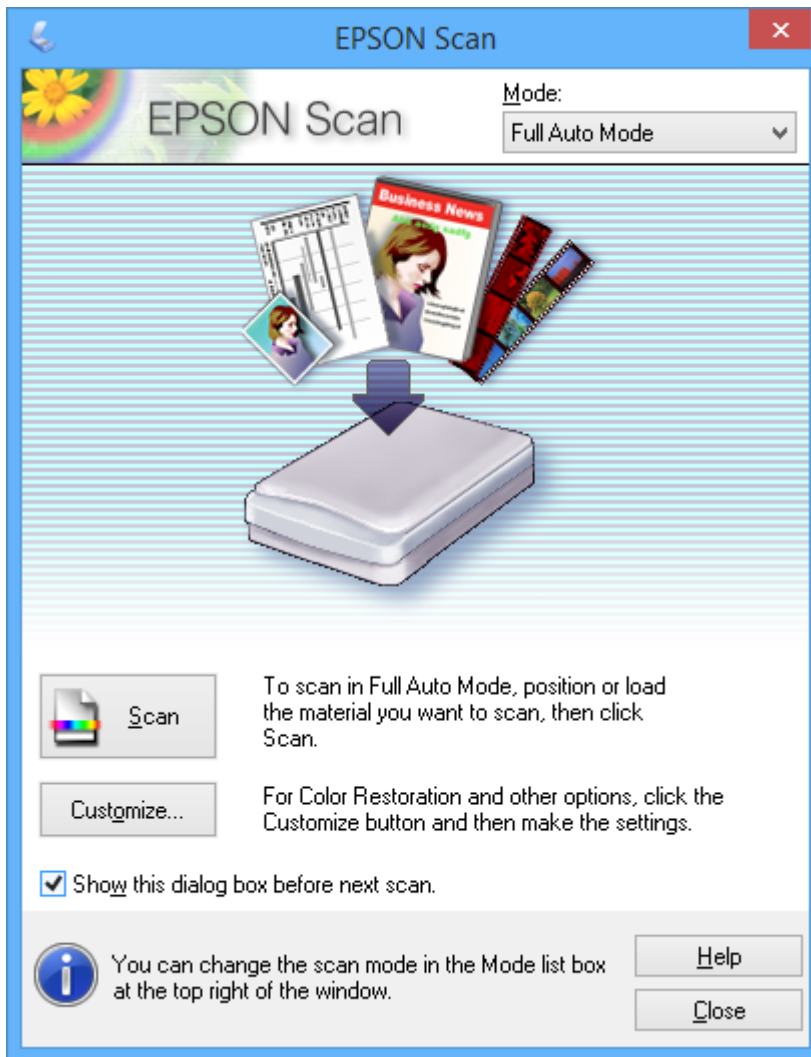 EPSON Scan
EPSON Scan
Mode:
Full Auto Mode
Business News
Scan
To scan in Full Auto Mode, position or load
the material you want to scan, then click
Scan.
Customize...
For Color Restoration and other options, click the
Customize button and then make the settings.
Show this dialog box before next scan.
You can change the scan mode in the Mode list box
at the top right of the window.
Help
Close